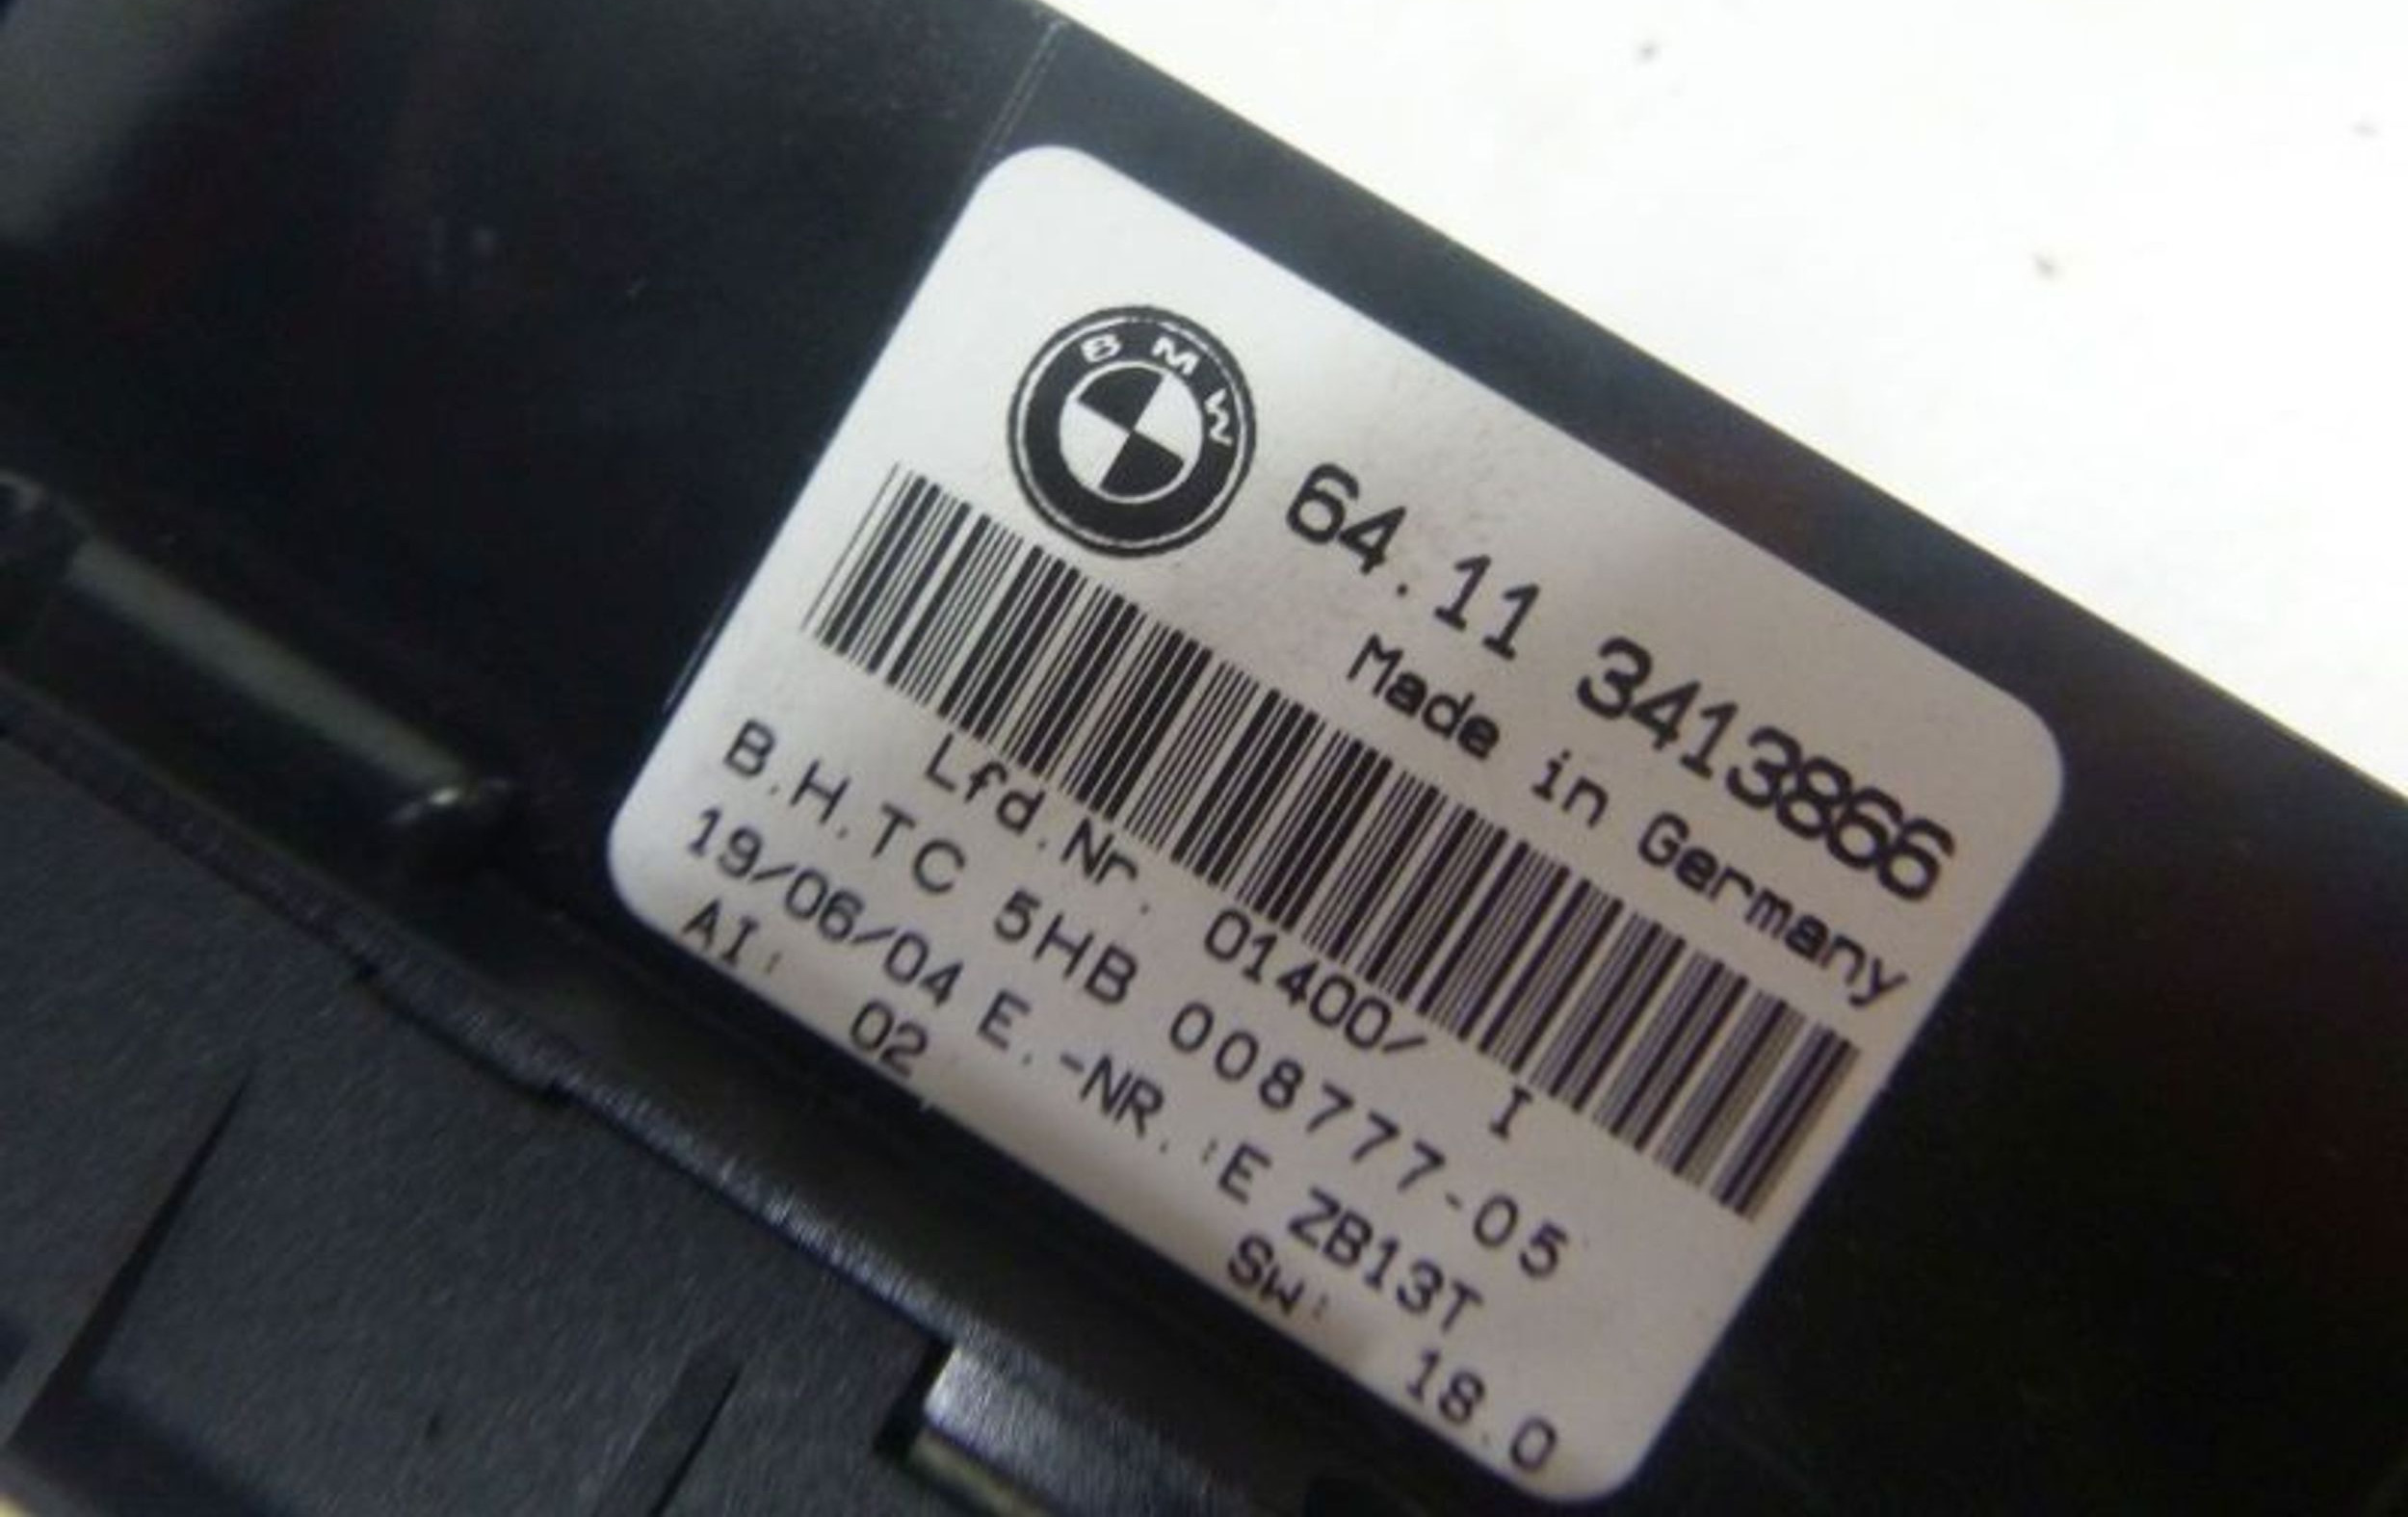 BMW
64.11 3413866
Made in Germany
Lfd.Nr. 01400/ I
B.H.TC 5HB 008777-05
19/06/04 E.-NR.:E ZB13T
AI: 02 SW: 18.0